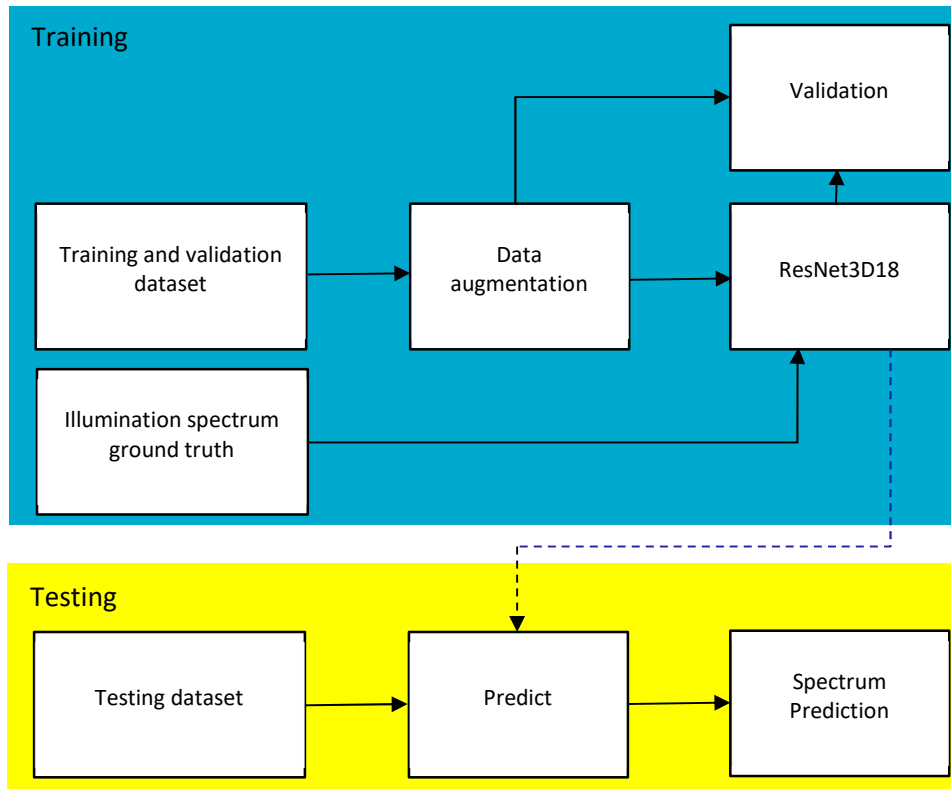 Training
Validation
Training and validation
dataset
Data
augmentation
ResNet3D18
Illumination spectrum
ground truth
Testing
Testing dataset
Predict
Spectrum
Prediction